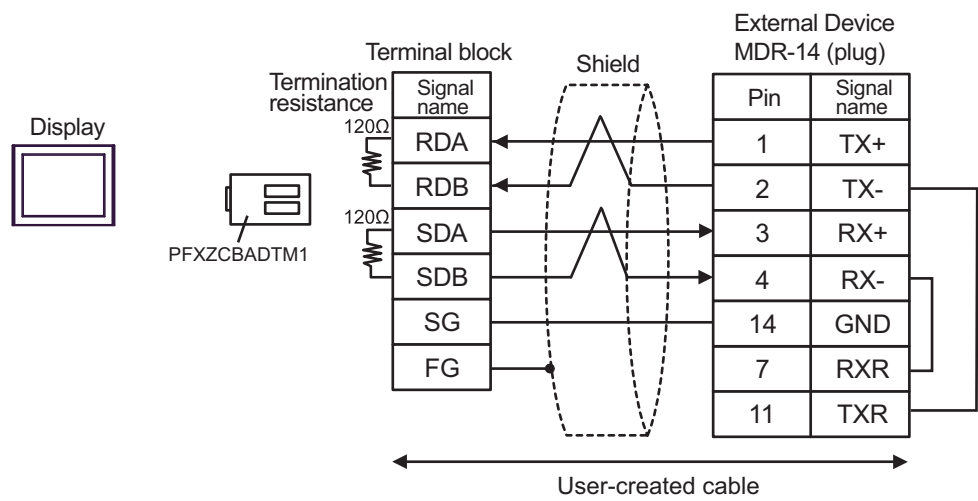 External Device
MDR-14 (plug)
Terminal block
Shield
Termination
resistance
Signal
name
Pin
Signal
name
Display
120Ω
RDA
1
TX+
RDB
2
TX-
120Ω
SDA
3
RX+
PFXZCBADTM1
SDB
4
RX-
SG
14
GND
FG
7
RXR
11
TXR
User-created cable